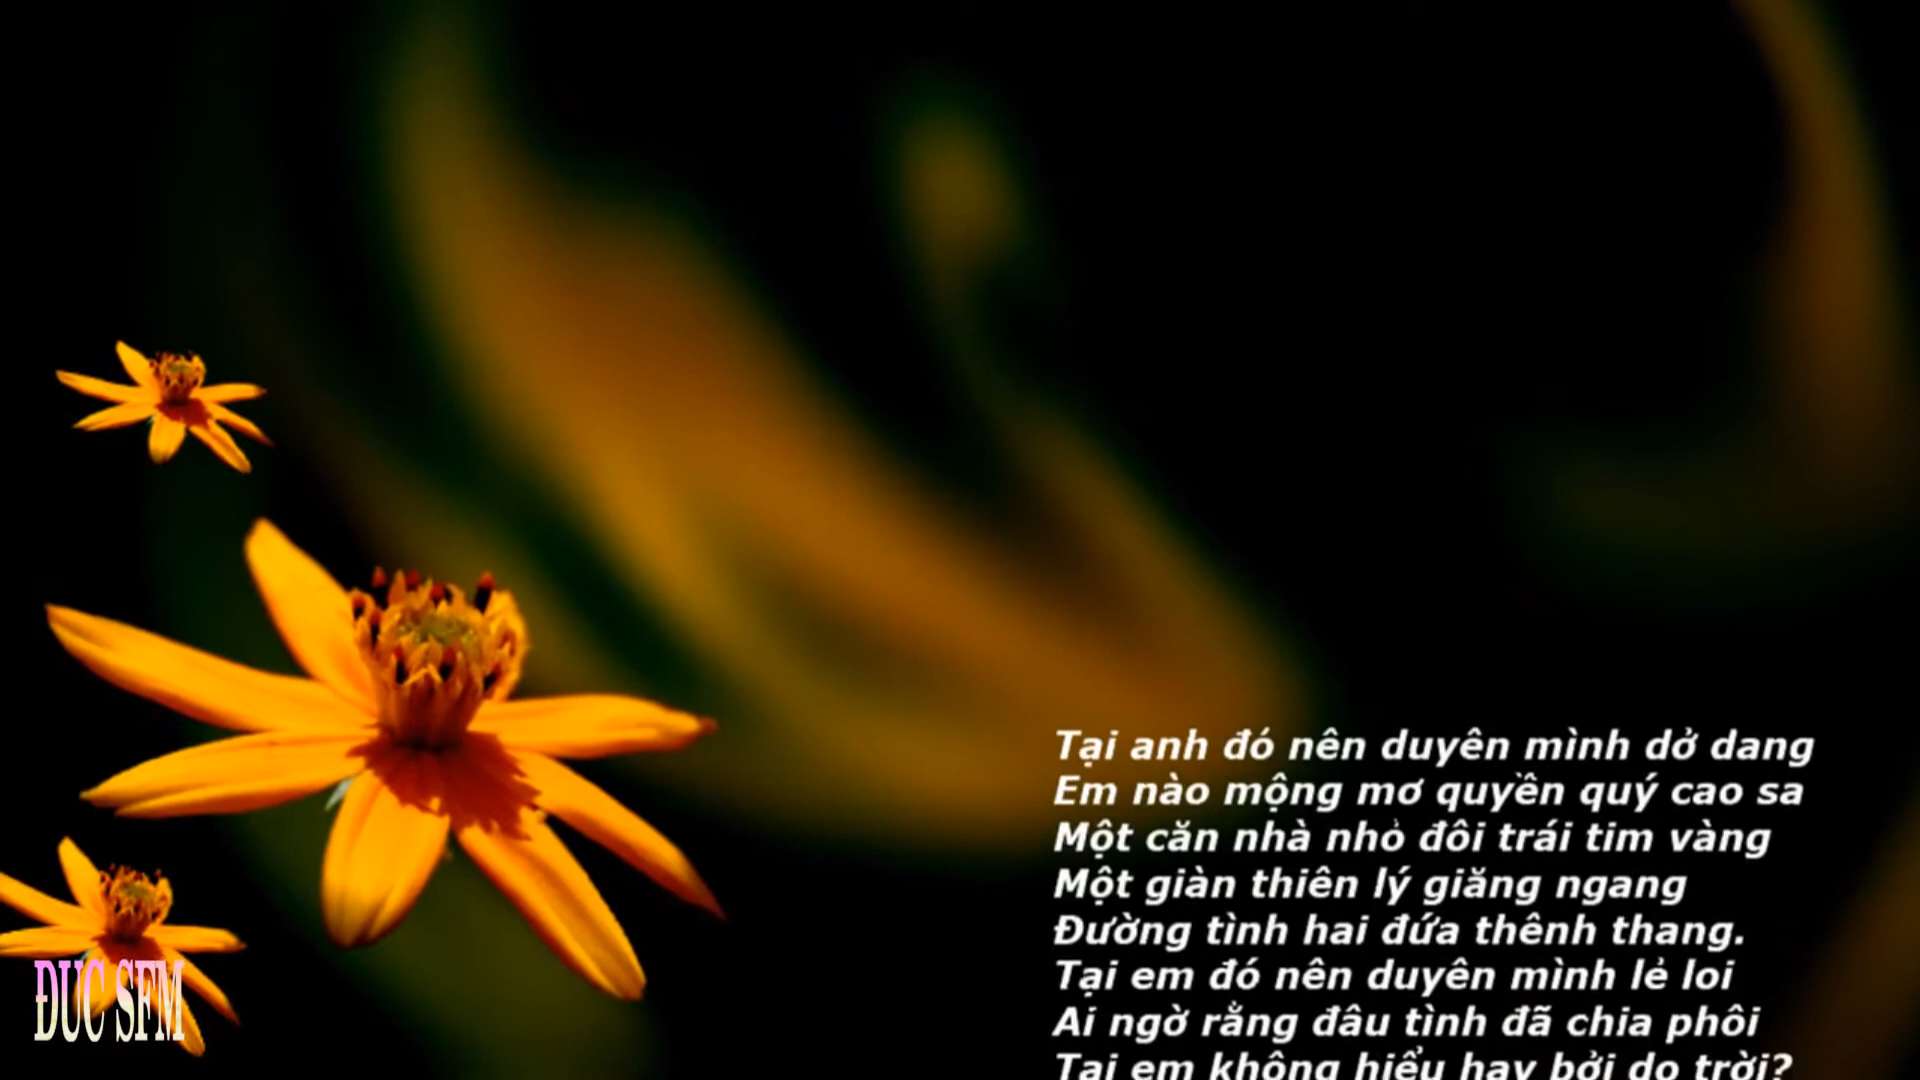 Tại anh đó nên duyên mình dở dang
Em nào mộng mơ quyền quý cao sa
Một căn nhà nhỏ đôi trái tim vàng
Một giàn thiên lý giăng ngang
Đường tình hai đứa thênh thang.
Tại em đó nên duyên mình lẻ loi
Ai ngờ rằng đâu tình đã chia phôi
Tại em không hiểu hay bởi do trời?
ĐUC SFM